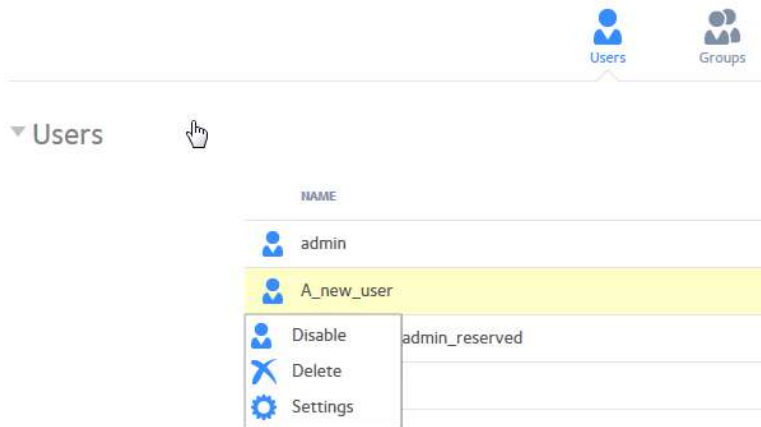 Users Groups
Users
NAME
admin
A_new_user
Disable admin_reserved
Delete
Settings